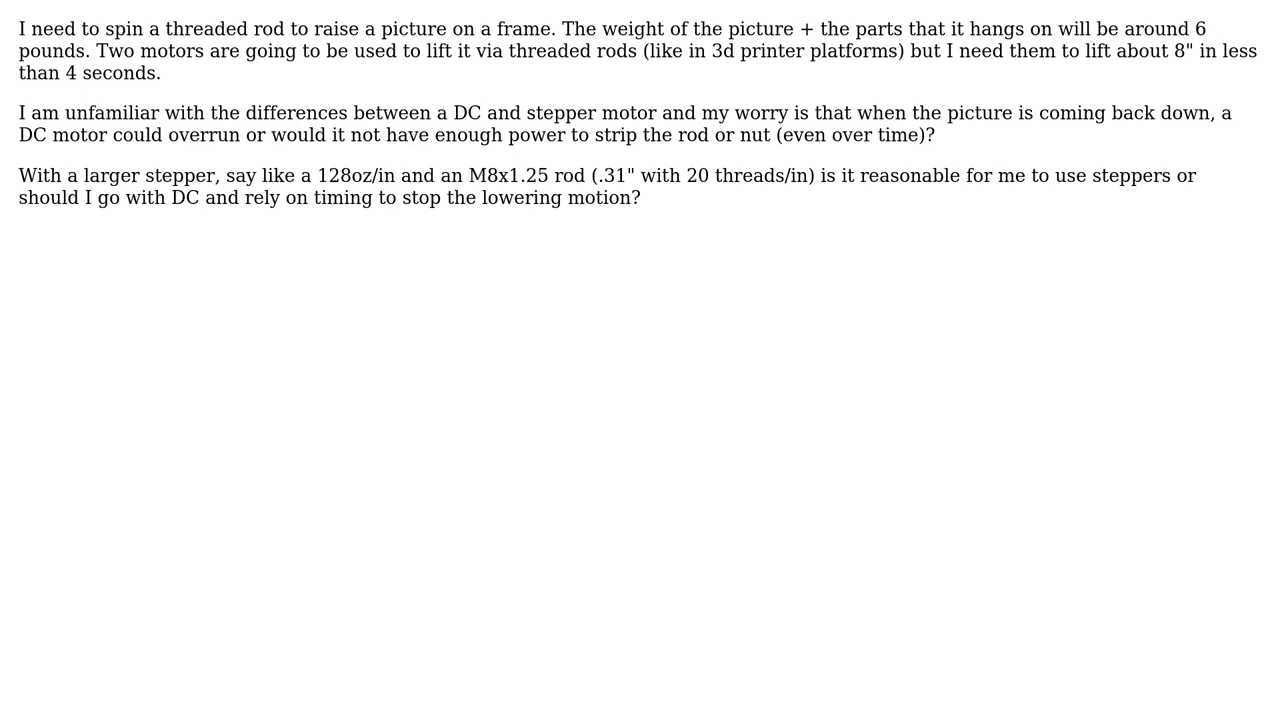 I need to spin a threaded rod to raise a picture on a frame. The weight of the picture + the parts that it hangs on will be around 6
pounds. Two motors are going to be used to lift it via threaded rods (like in 3d printer platforms) but I need them to lift about 8" in less
than 4 seconds.
I am unfamiliar with the differences between a DC and stepper motor and my worry is that when the picture is coming back down, a
DC motor could overrun or would it not have enough power to strip the rod or nut (even over time)?
With a larger stepper, say like a 128oz/in and an M8x1.25 rod (.31" with 20 threads/in) is it reasonable for me to use steppers or
should I go with DC and rely on timing to stop the lowering motion?